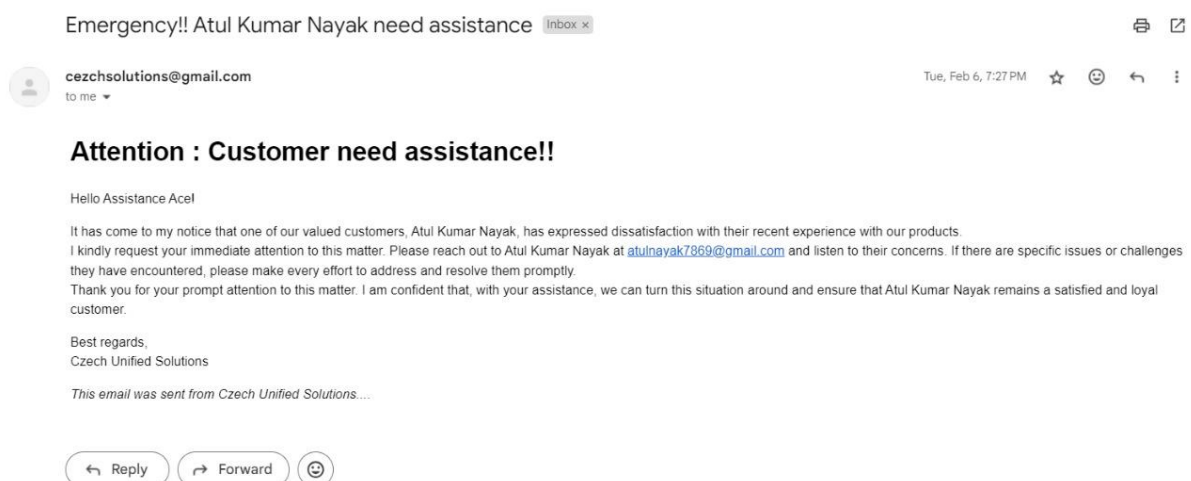 Emergency!! Atul Kumar Nayak need assistance Inbox ×
cezchsolutions@gmail.com
Tue, Feb 6, 7:27 PM
to me
Attention : Customer need assistance!!
Hello Assistance Ace!
It has come to my notice that one of our valued customers, Atul Kumar Nayak, has expressed dissatisfaction with their recent experience with our products.
I kindly request your immediate attention to this matter. Please reach out to Atul Kumar Nayak at atulnayak7869@gmail.com and listen to their concerns. If there are specific issues or challenges
they have encountered, please make every effort to address and resolve them promptly.
Thank you for your prompt attention to this matter. I am confident that, with your assistance, we can turn this situation around and ensure that Atul Kumar Nayak remains a satisfied and loyal
customer.
Best regards,
Czech Unified Solutions
This email was sent from Czech Unified Solutions....
Reply Forward